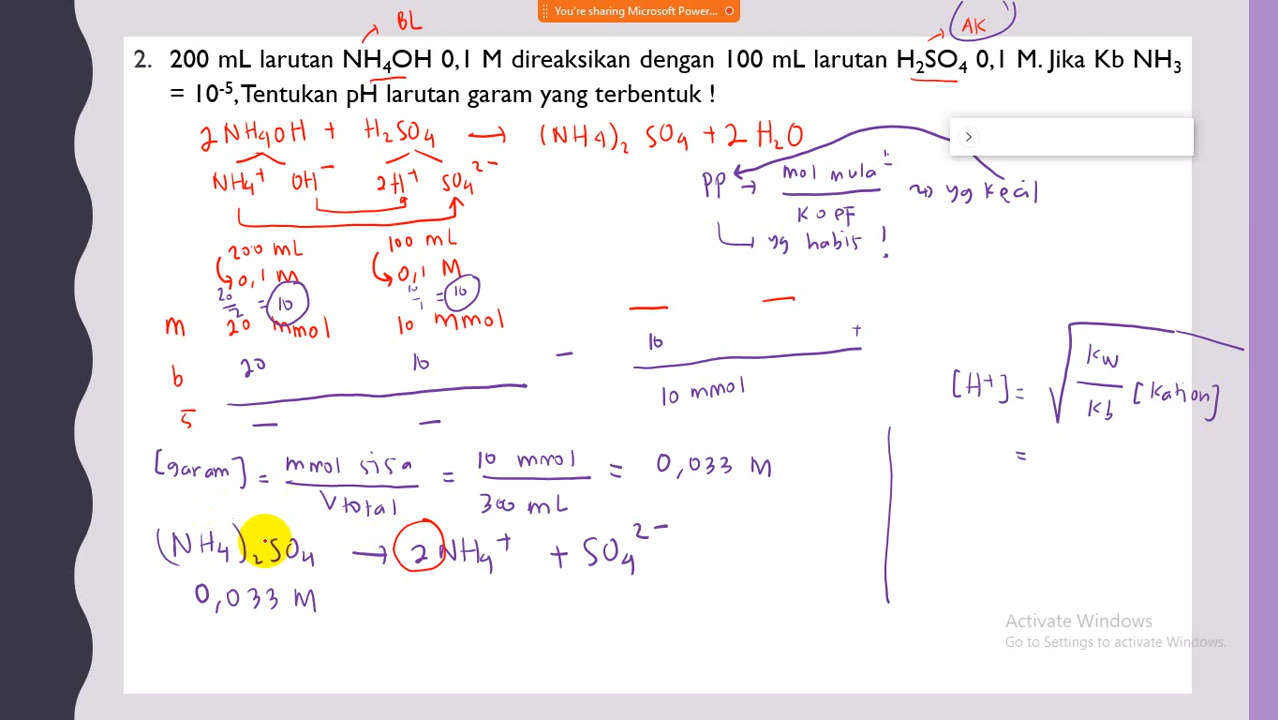 You're sharing Microsoft Power...
BL
AK
2. 200 mL larutan NH₄OH 0,1 M direaksikan dengan 100 mL larutan H₂SO₄ 0,1 M. Jika Kb NH₃
= 10⁻⁵, Tentukan pH larutan garam yang terbentuk !
2NH4OH + H₂SO₄ → (NH4)₂ SO₄ + 2H₂O
NH₄⁺ OH⁻ 2H⁺ SO₄²⁻
PP → mol mula² / KOEF → yg kecil
yg habis !
200 mL 100 mL
0,1 M 0,1 M
20/2 = 10 10/1 = 10
m 20 mmol 10 mmol — —
b 20 10 — 10 +
s — — 10 mmol
[garam] = mmol sisa / V total = 10 mmol / 300 mL = 0,033 M
(NH₄)₂SO₄ → 2NH₄⁺ + SO₄²⁻
0,033 M
[H⁺] = √ Kw / Kb [kation]
=
Activate Windows
Go to Settings to activate Windows.